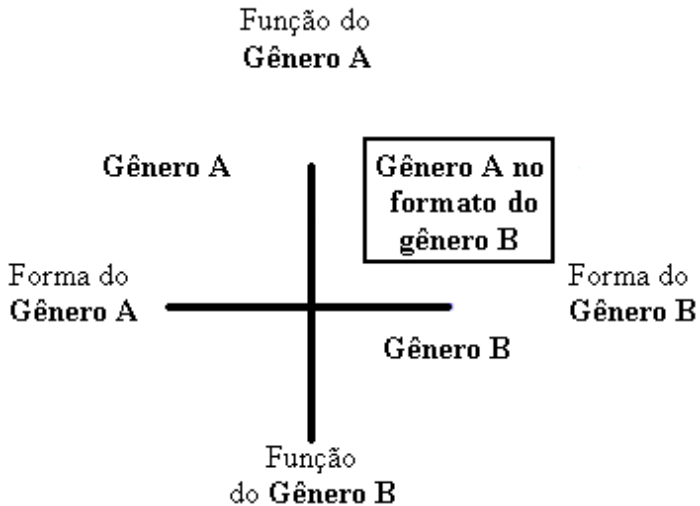 Função do
Gênero A
Gênero A
Gênero A no
formato do
gênero B
Forma do
Gênero A
Forma do
Gênero B
Gênero B
Função
do Gênero B